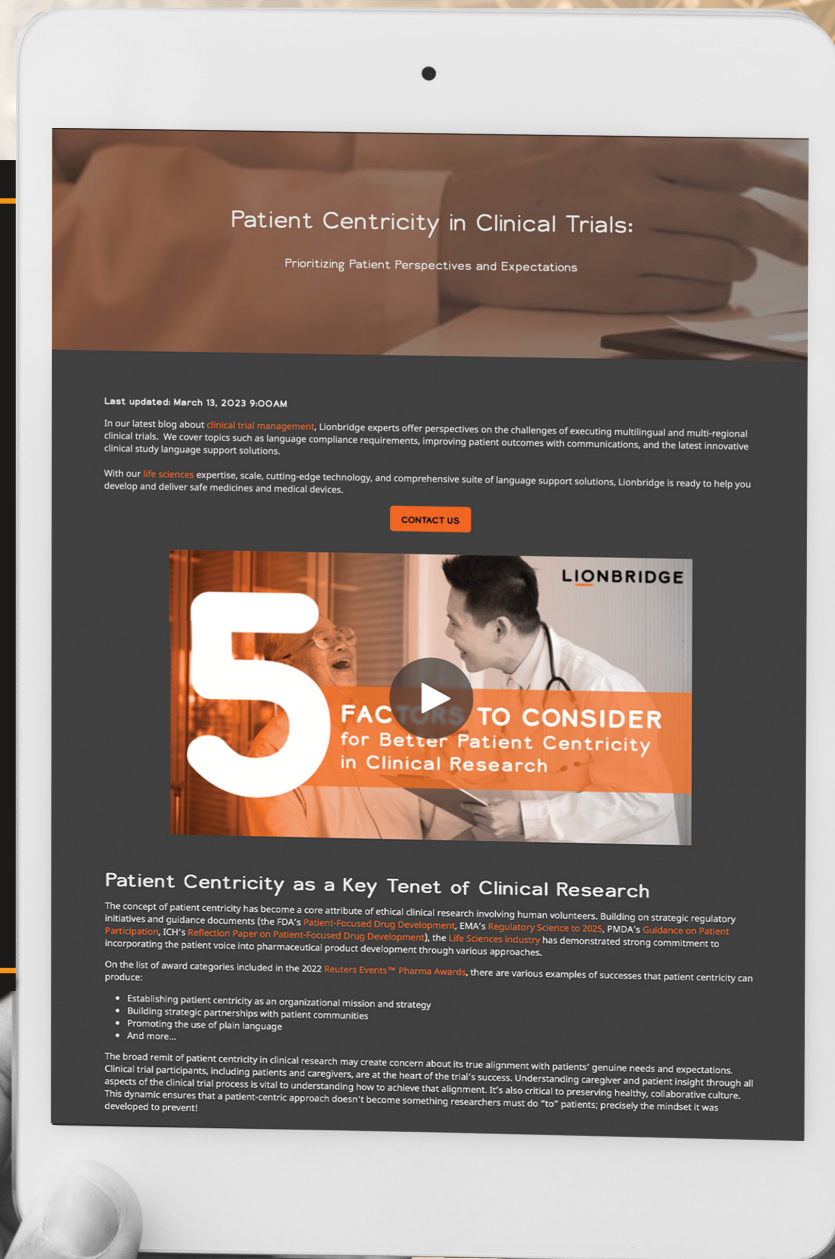 Patient Centricity in Clinical Trials:
Prioritizing Patient Perspectives and Expectations
Last updated: March 13, 2023 9:00AM
In our latest blog about clinical trial management, Lionbridge experts offer perspectives on the challenges of executing multilingual and multi-regional
clinical trials. We cover topics such as language compliance requirements, improving patient outcomes with communications, and the latest innovative
clinical study language support solutions.
With our life sciences expertise, scale, cutting-edge technology, and comprehensive suite of language support solutions, Lionbridge is ready to help you
develop and deliver safe medicines and medical devices.
CONTACT US
LIONBRIDGE
5
FACTORS TO CONSIDER
for Better Patient Centricity
in Clinical Research
Patient Centricity as a Key Tenet of Clinical Research
The concept of patient centricity has become a core attribute of ethical clinical research involving human volunteers. Building on strategic regulatory
initiatives and guidance documents (the FDA's Patient-Focused Drug Development, EMA's Regulatory Science to 2025, PMDA's Guidance on Patient
Participation, ICH's Reflection Paper on Patient-Focused Drug Development), the Life Sciences industry has demonstrated strong commitment to
incorporating the patient voice into pharmaceutical product development through various approaches.
On the list of award categories included in the 2022 Reuters Events™ Pharma Awards, there are various examples of successes that patient centricity can
produce:
• Establishing patient centricity as an organizational mission and strategy
• Building strategic partnerships with patient communities
• Promoting the use of plain language
• And more...
The broad remit of patient centricity in clinical research may create concern about its true alignment with patients' genuine needs and expectations.
Clinical trial participants, including patients and caregivers, are at the heart of the trial's success. Understanding caregiver and patient insight through all
aspects of the clinical trial process is vital to understanding how to achieve that alignment. It's also critical to preserving healthy, collaborative culture.
This dynamic ensures that a patient-centric approach doesn't become something researchers must do "to" patients; precisely the mindset it was
developed to prevent!